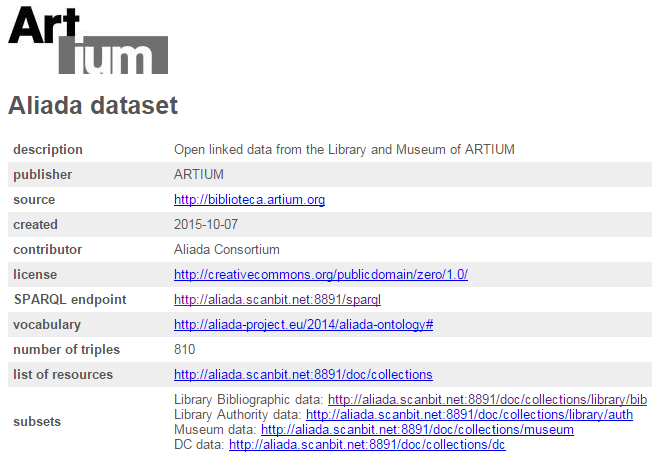 Art
ium
Aliada dataset
description Open linked data from the Library and Museum of ARTIUM
publisher ARTIUM
source http://biblioteca.artium.org
created 2015-10-07
contributor Aliada Consortium
license http://creativecommons.org/publicdomain/zero/1.0/
SPARQL endpoint http://aliada.scanbit.net:8891/sparql
vocabulary http://aliada-project.eu/2014/aliada-ontology#
number of triples 810
list of resources http://aliada.scanbit.net:8891/doc/collections
subsets Library Bibliographic data: http://aliada.scanbit.net:8891/doc/collections/library/bib
Library Authority data: http://aliada.scanbit.net:8891/doc/collections/library/auth
Museum data: http://aliada.scanbit.net:8891/doc/collections/museum
DC data: http://aliada.scanbit.net:8891/doc/collections/dc